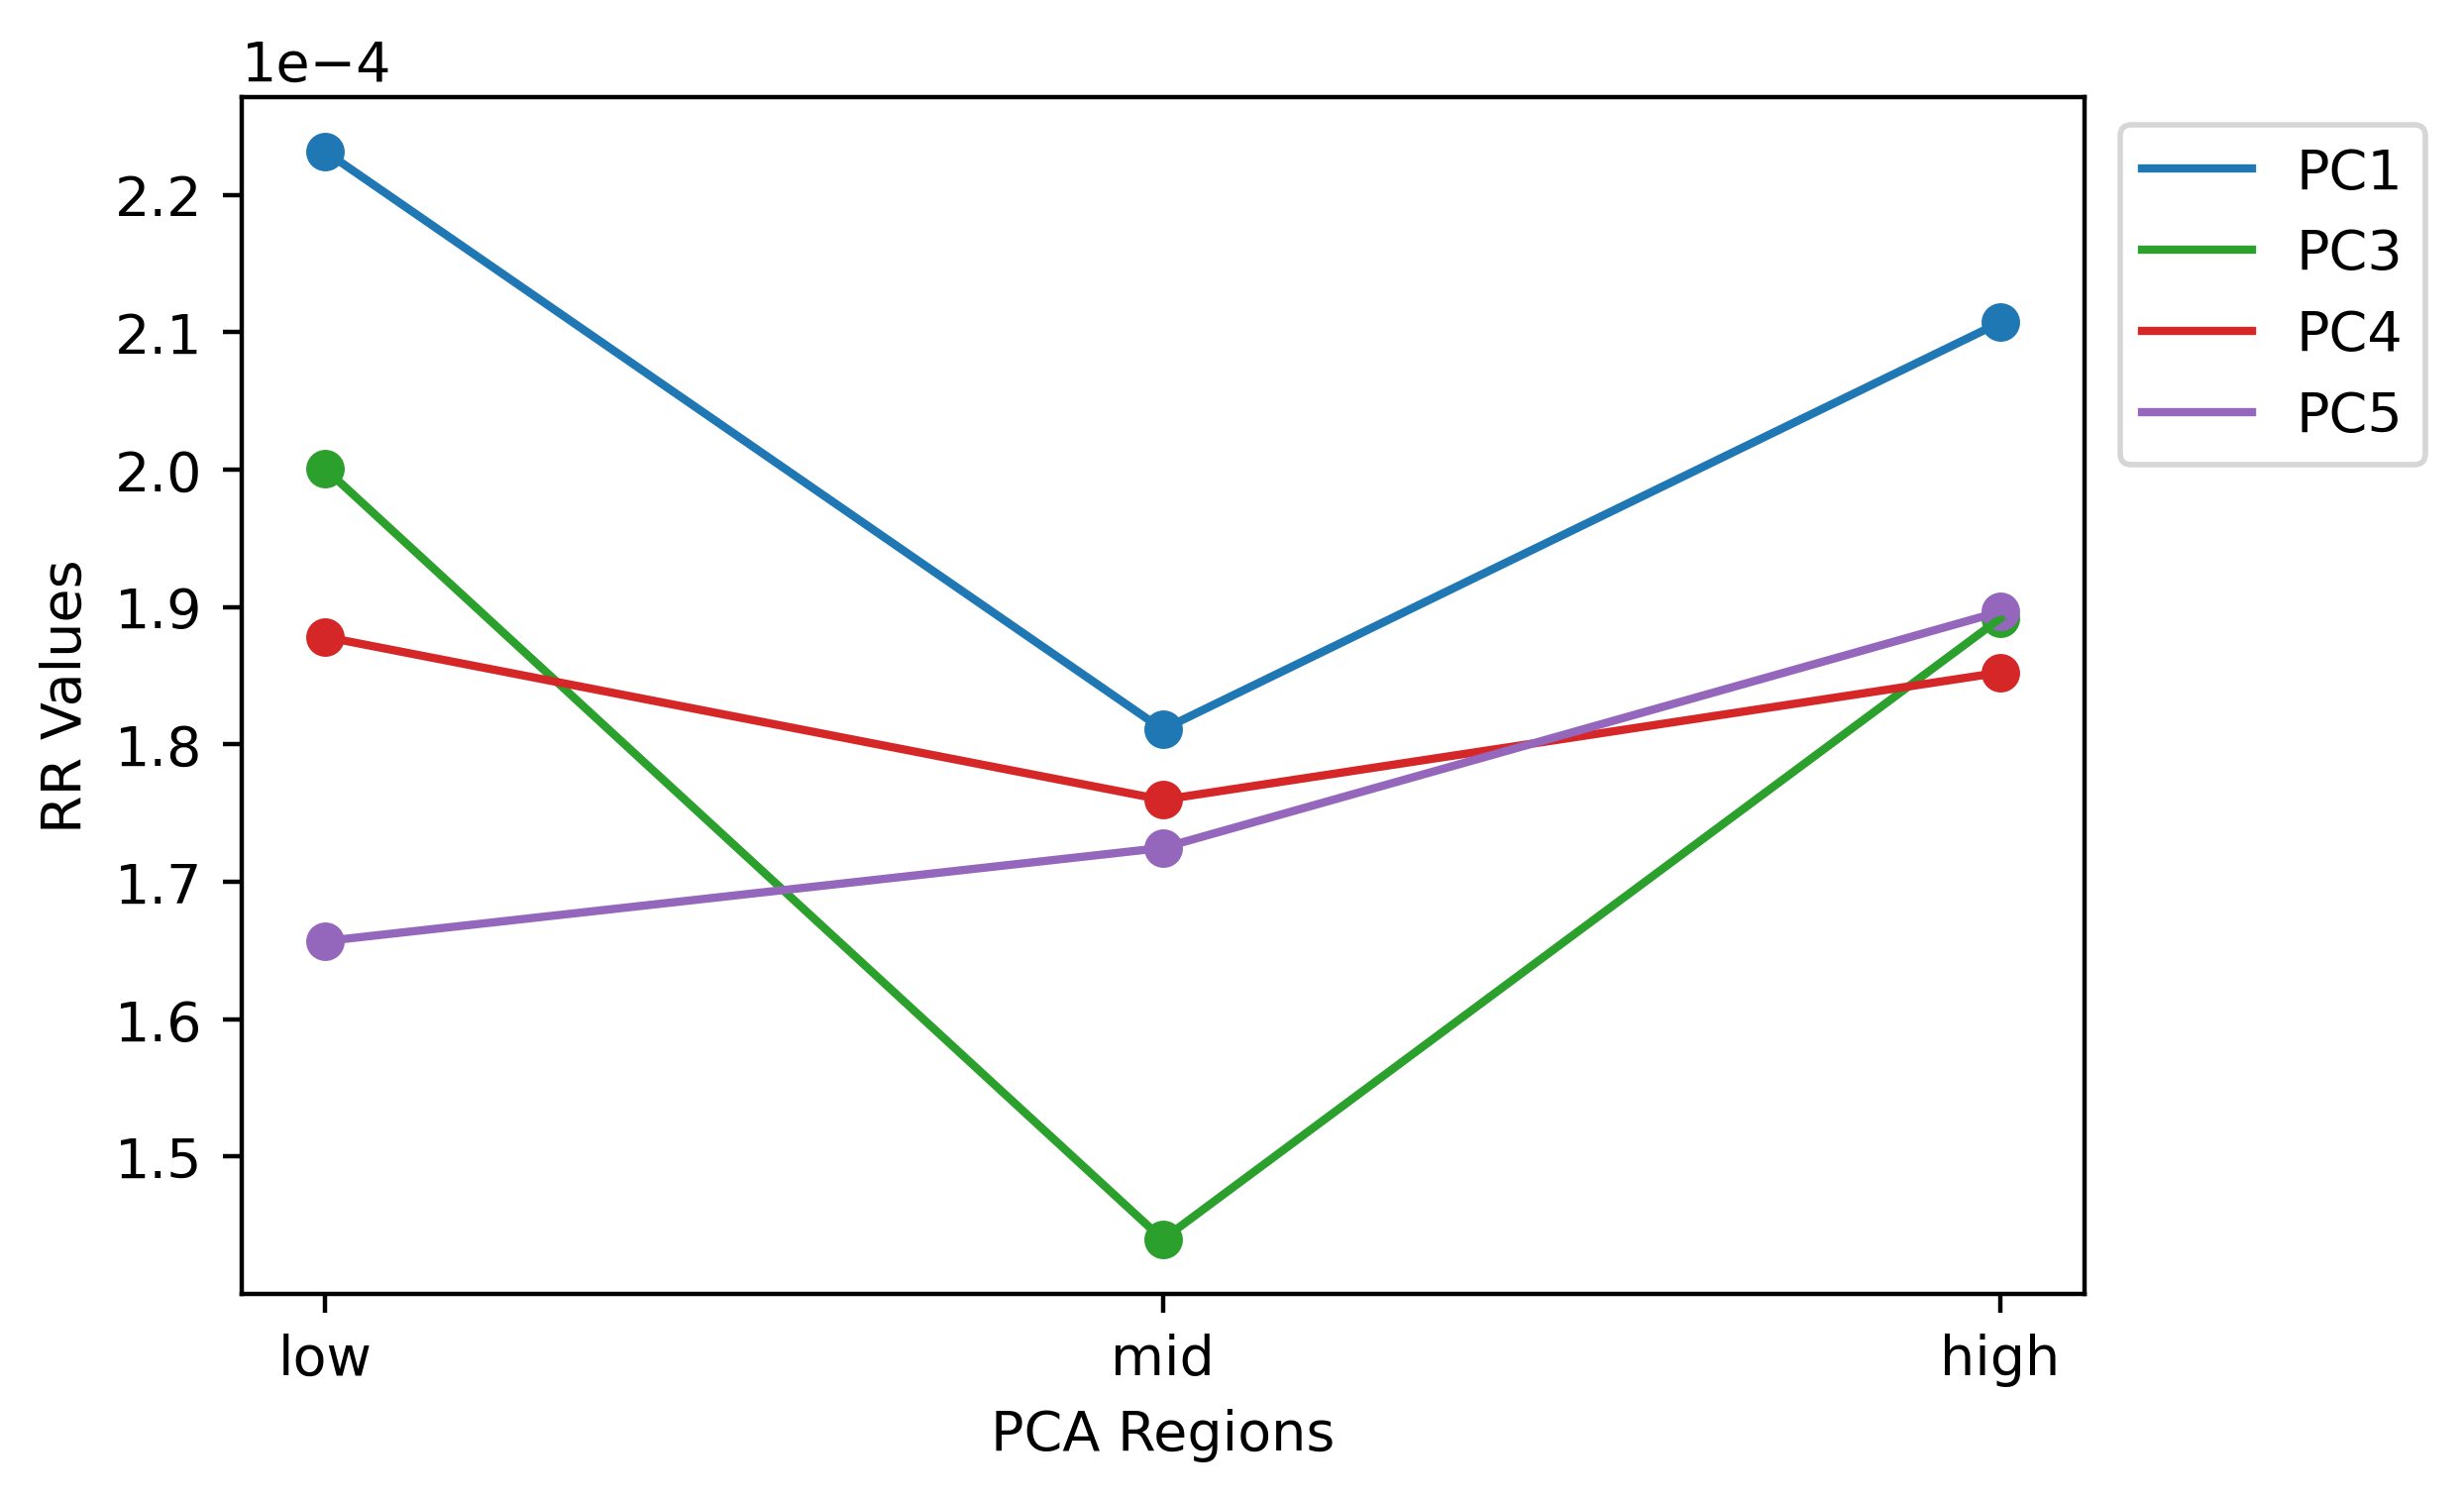 1e−4
2.2
2.1
2.0
1.9
1.8
1.7
1.6
1.5
RR Values
low mid high
PCA Regions
PC1
PC3
PC4
PC5